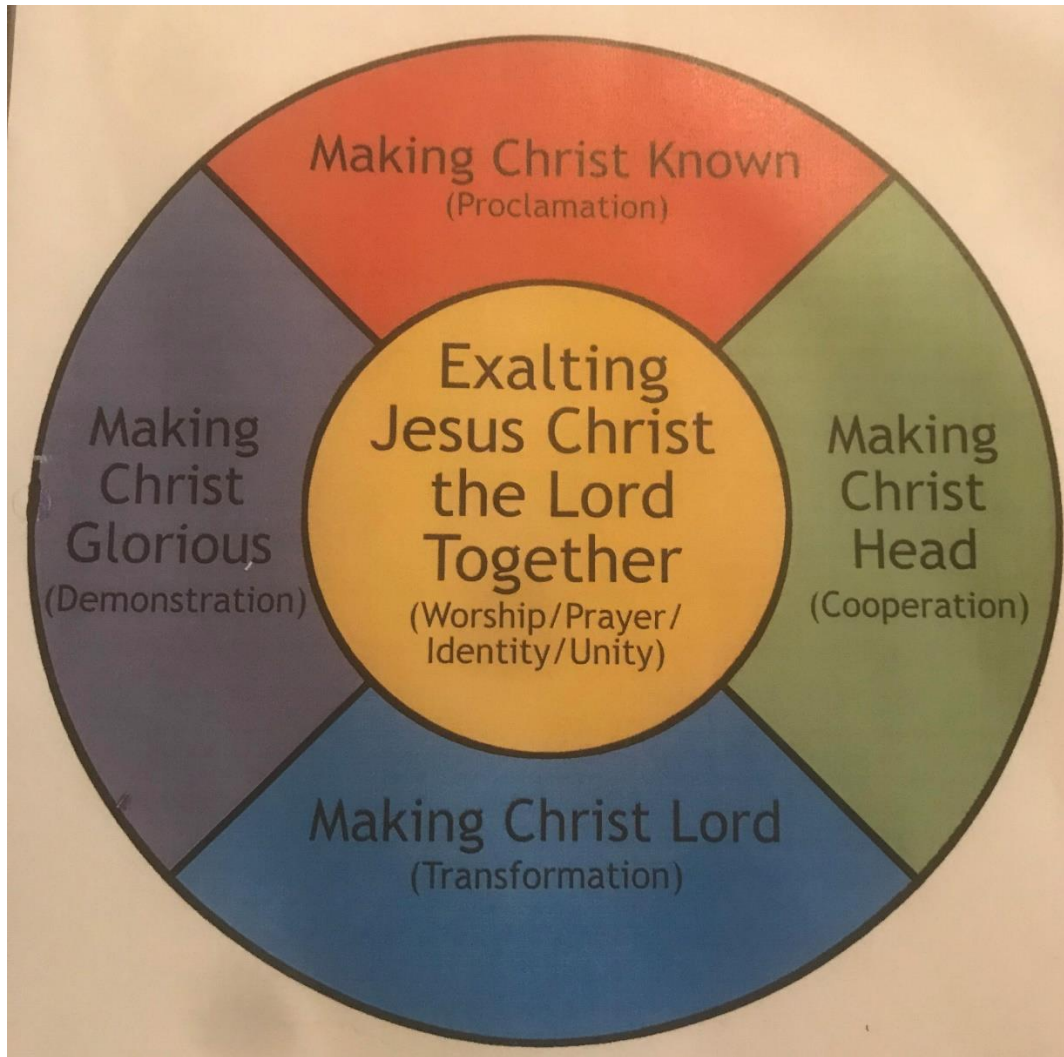 Making Christ Known
(Proclamation)
Making
Christ
Glorious
(Demonstration)
Exalting
Jesus Christ
the Lord
Together
(Worship/Prayer/
Identity/Unity)
Making
Christ
Head
(Cooperation)
Making Christ Lord
(Transformation)